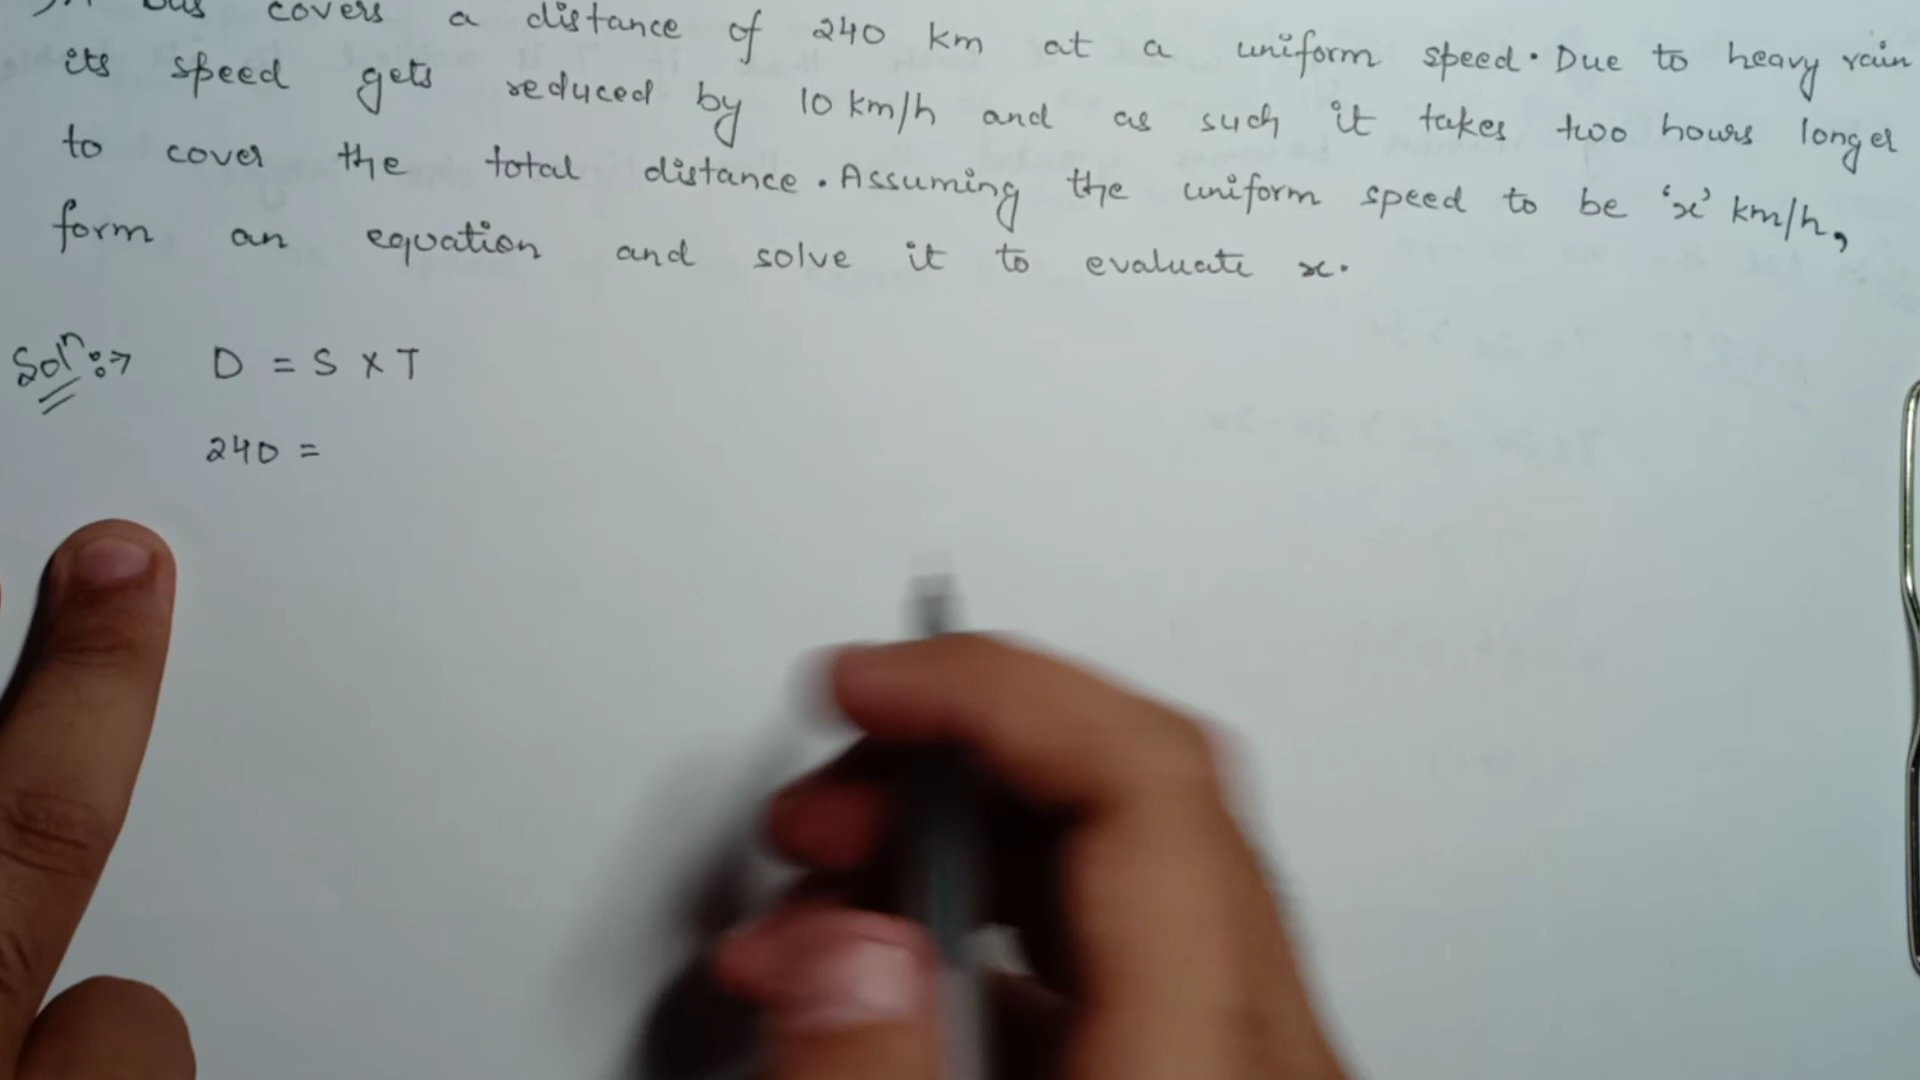 bus covers a distance of 240 km at a uniform speed. Due to heavy rain
its speed gets reduced by 10 km/h and as such it takes two hours longer
to cover the total distance. Assuming the uniform speed to be 'x' km/h,
form an equation and solve it to evaluate x.
Solⁿ:→ D = S × T
240 =